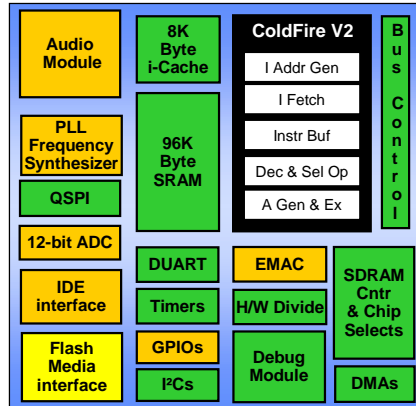 Audio
Module
PLL
Frequency
Synthesizer
QSPI
12-bit ADC
IDE
interface
Flash
Media
interface
8K
Byte
i-Cache
96K
Byte
SRAM
DUART
Timers
GPIOs
I²Cs
ColdFire V2
I Addr Gen
I Fetch
Instr Buf
Dec & Sel Op
A Gen & Ex
EMAC
H/W Divide
Debug
Module
Bus Control
SDRAM
Cntr
& Chip
Selects
DMAs